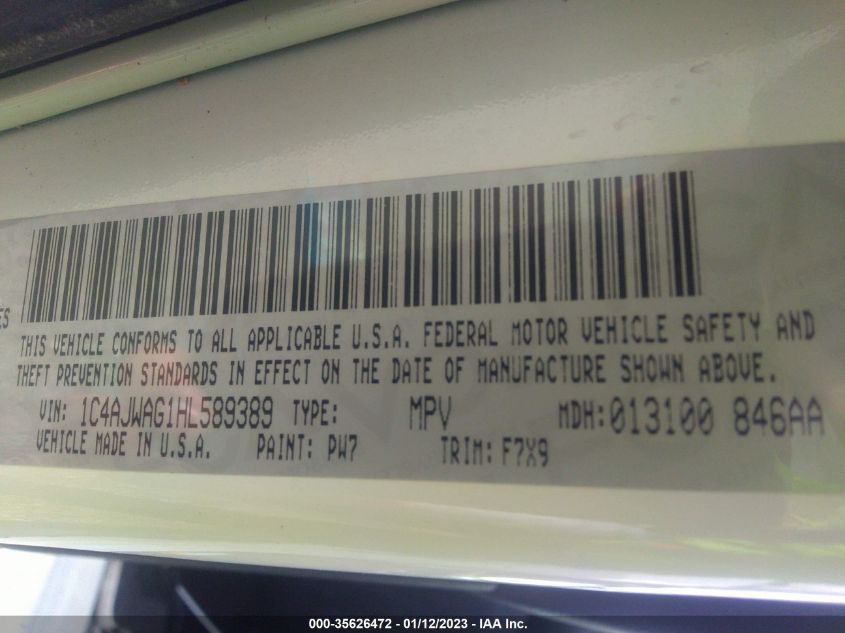 ES
THIS VEHICLE CONFORMS TO ALL APPLICABLE U.S.A. FEDERAL MOTOR VEHICLE SAFETY AND
THEFT PREVENTION STANDARDS IN EFFECT ON THE DATE OF MANUFACTURE SHOWN ABOVE.
VIN: 1C4AJWAG1HL589389 TYPE: MPV MDH:013100 846AA
VEHICLE MADE IN U.S.A. PAINT: PW7 TRIM: F7X9
000-35626472 - 01/12/2023 - IAA Inc.